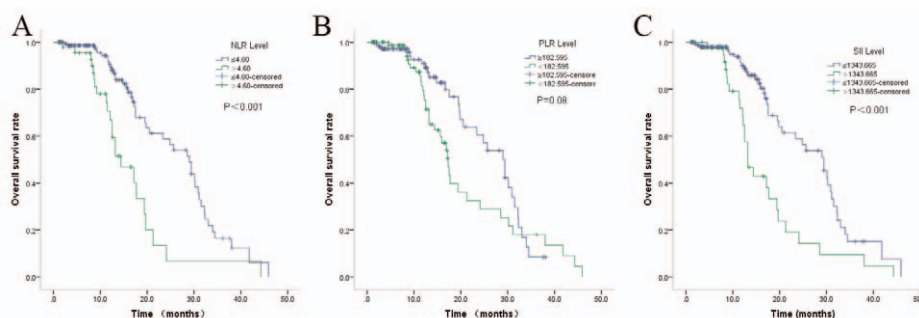 A
NLR Level
≤4.60
>4.60
≤4.60-censored
>4.60-censored
P<0.001
Overall survival rate
1.0
0.8
0.6
0.4
0.2
0.0
.0 10.0 20.0 30.0 40.0 50.0
Time (months)
B
PLR Level
≥182.595
<182.595
≥182.595-censore
<182.595-censore
P=0.08
Overall survival rate
1.0
0.8
0.6
0.4
0.2
0.0
.0 10.0 20.0 30.0 40.0 50.0
Time (months)
C
SII Level
≤1343.665
>1343.665
≤1343.665-censored
>1343.665-censored
P<0.001
Overall survival rate
1.0
0.8
0.6
0.4
0.2
0.0
.0 10.0 20.0 30.0 40.0 50.0
Time (months)